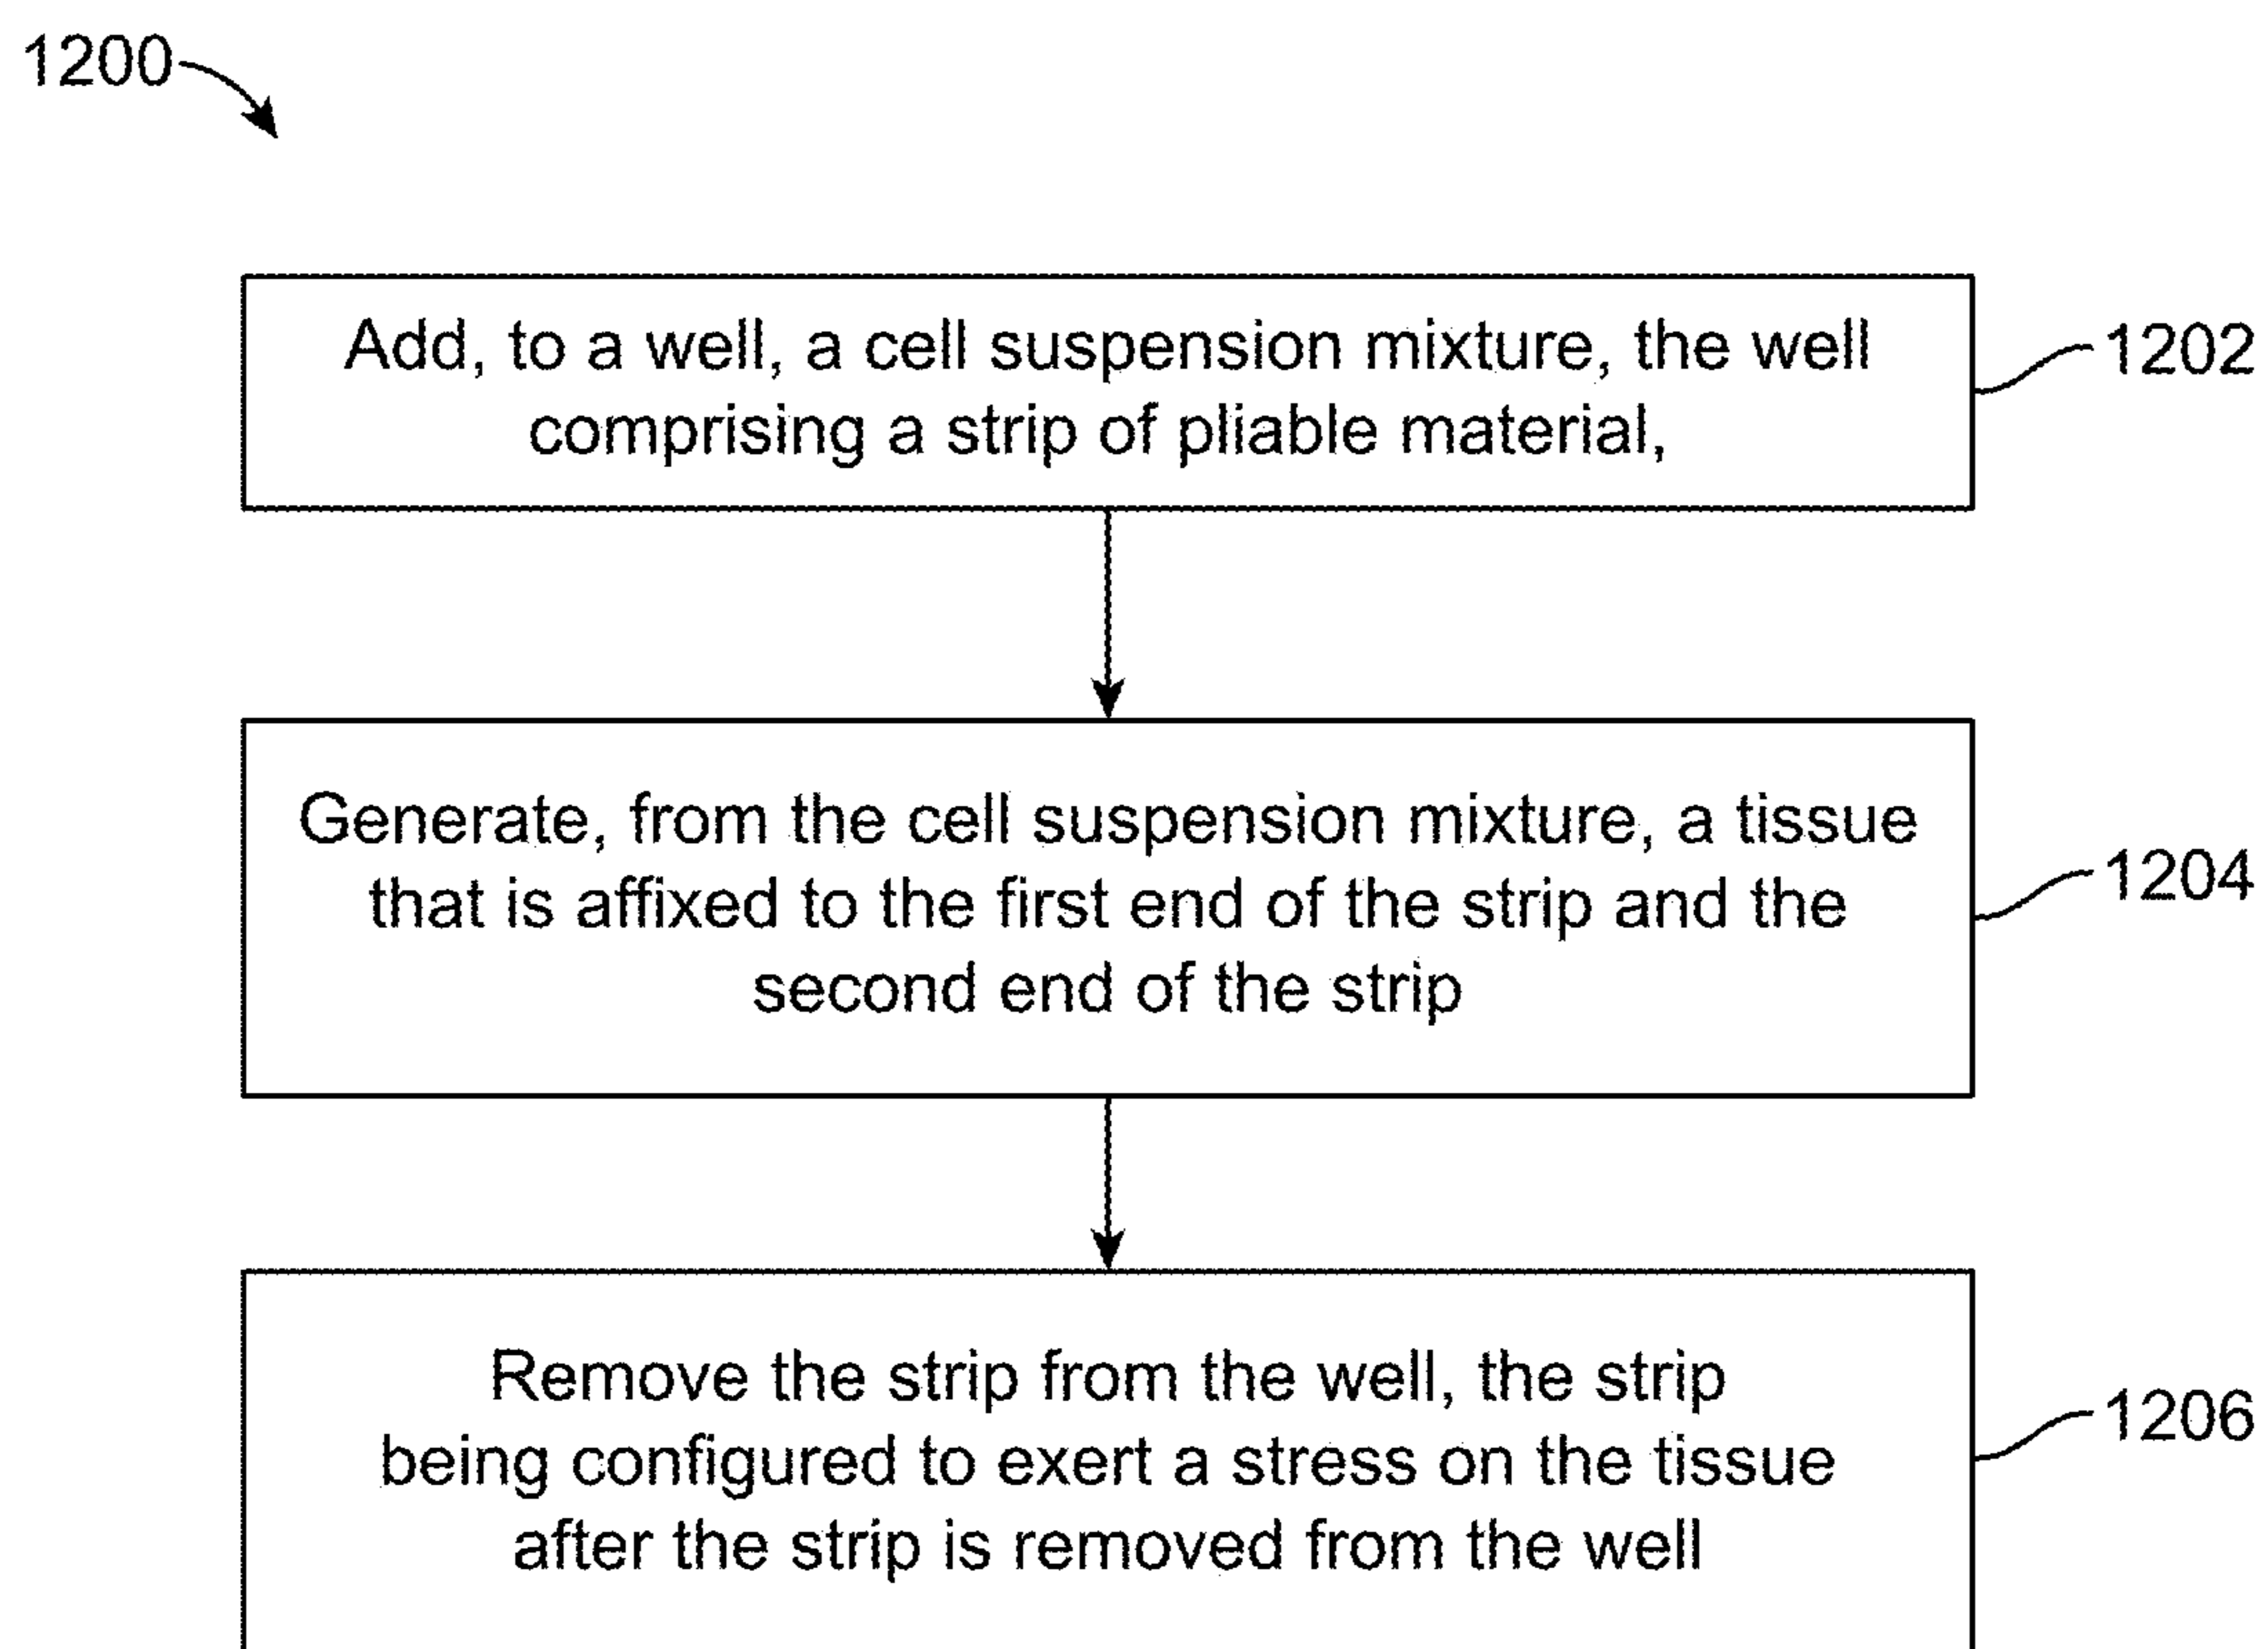 1200
Add, to a well, a cell suspension mixture, the well
comprising a strip of pliable material,
1202
Generate, from the cell suspension mixture, a tissue
that is affixed to the first end of the strip and the
second end of the strip
1204
Remove the strip from the well, the strip
being configured to exert a stress on the tissue
after the strip is removed from the well
1206